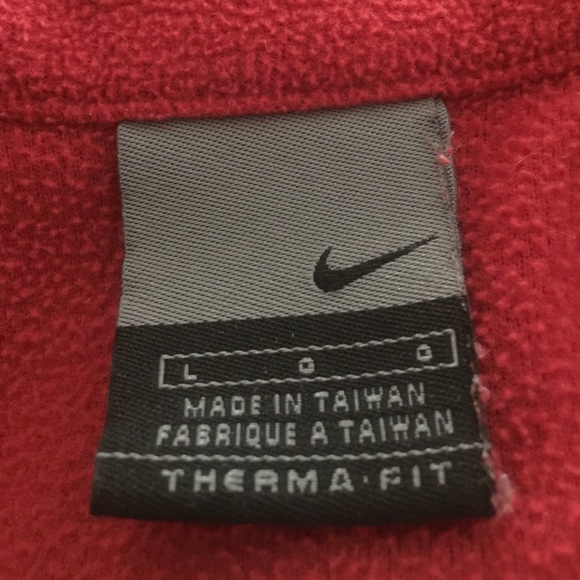 L G G
MADE IN TAIWAN
FABRIQUE A TAIWAN
THERMA·FIT